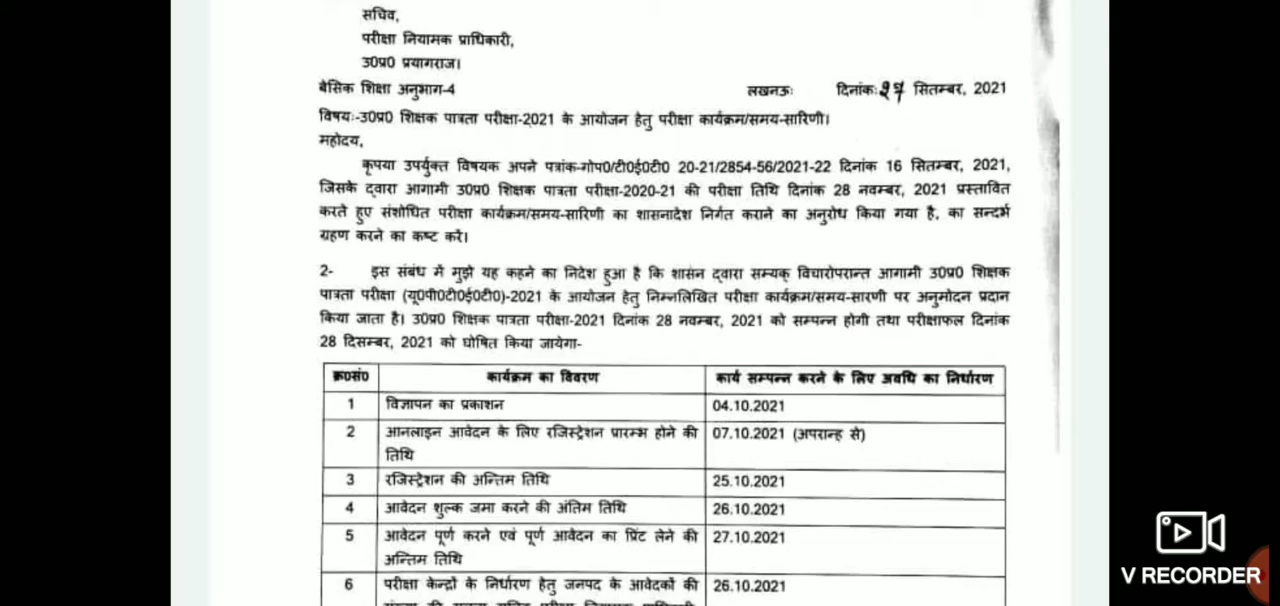 सचिव,
परीक्षा नियामक प्राधिकारी,
उ0प्र0 प्रयागराज।
बैसिक शिक्षा अनुभाग-4 लखनऊः दिनांकः27 सितम्बर, 2021
विषयः-उ0प्र0 शिक्षक पात्रता परीक्षा-2021 के आयोजन हेतु परीक्षा कार्यक्रम/समय-सारिणी।
महोदय,
कृपया उपर्युक्त विषयक अपने पत्रांक-गोप0/टी0ई0टी0 20-21/2854-56/2021-22 दिनांक 16 सितम्बर, 2021,
जिसके द्वारा आगामी उ0प्र0 शिक्षक पात्रता परीक्षा-2020-21 की परीक्षा तिथि दिनांक 28 नवम्बर, 2021 प्रस्तावित
करते हुए संशोधित परीक्षा कार्यक्रम/समय-सारिणी का शासनादेश निर्गत कराने का अनुरोध किया गया है, का सन्दर्भ
ग्रहण करने का कष्ट करें।
2- इस संबंध में मुझे यह कहने का निदेश हुआ है कि शासन द्वारा सम्यक् विचारोपरान्त आगामी उ0प्र0 शिक्षक
पात्रता परीक्षा (यू0पी0टी0ई0टी0)-2021 के आयोजन हेतु निम्नलिखित परीक्षा कार्यक्रम/समय-सारणी पर अनुमोदन प्रदान
किया जाता है। उ0प्र0 शिक्षक पात्रता परीक्षा-2021 दिनांक 28 नवम्बर, 2021 को सम्पन्न होगी तथा परीक्षाफल दिनांक
28 दिसम्बर, 2021 को घोषित किया जायेगा-
क्र0सं0 कार्यक्रम का विवरण कार्य सम्पन्न करने के लिए अवधि का निर्धारण
1 विज्ञापन का प्रकाशन 04.10.2021
2 आनलाइन आवेदन के लिए रजिस्ट्रेशन प्रारम्भ होने की 07.10.2021 (अपरान्ह से)
तिथि
3 रजिस्ट्रेशन की अन्तिम तिथि 25.10.2021
4 आवेदन शुल्क जमा करने की अंतिम तिथि 26.10.2021
5 आवेदन पूर्ण करने एवं पूर्ण आवेदन का प्रिंट लेने की 27.10.2021
अन्तिम तिथि
6 परीक्षा केन्द्रों के निर्धारण हेतु जनपद के आवेदकों की 26.10.2021
V RECORDER